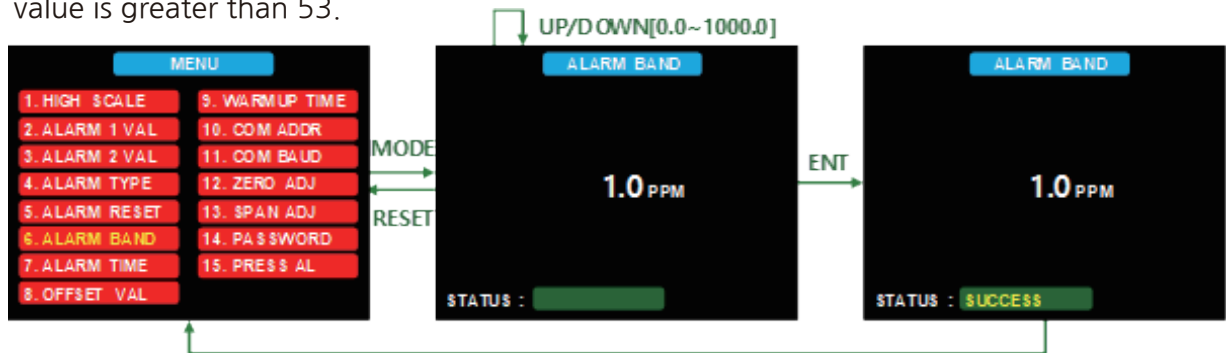 value is greater than 53.
UP/DOWN[0.0~1000.0]
MENU
1. HIGH SCALE
2. ALARM 1 VAL
3. ALARM 2 VAL
4. ALARM TYPE
5. ALARM RESET
6. ALARM BAND
7. ALARM TIME
8. OFFSET VAL
9. WARMUP TIME
10. COM ADDR
11. COM BAUD
12. ZERO ADJ
13. SPAN ADJ
14. PASSWORD
15. PRESS AL
MODE
RESET
ALARM BAND
1.0 PPM
STATUS :
ENT
ALARM BAND
1.0 PPM
STATUS : SUCCESS